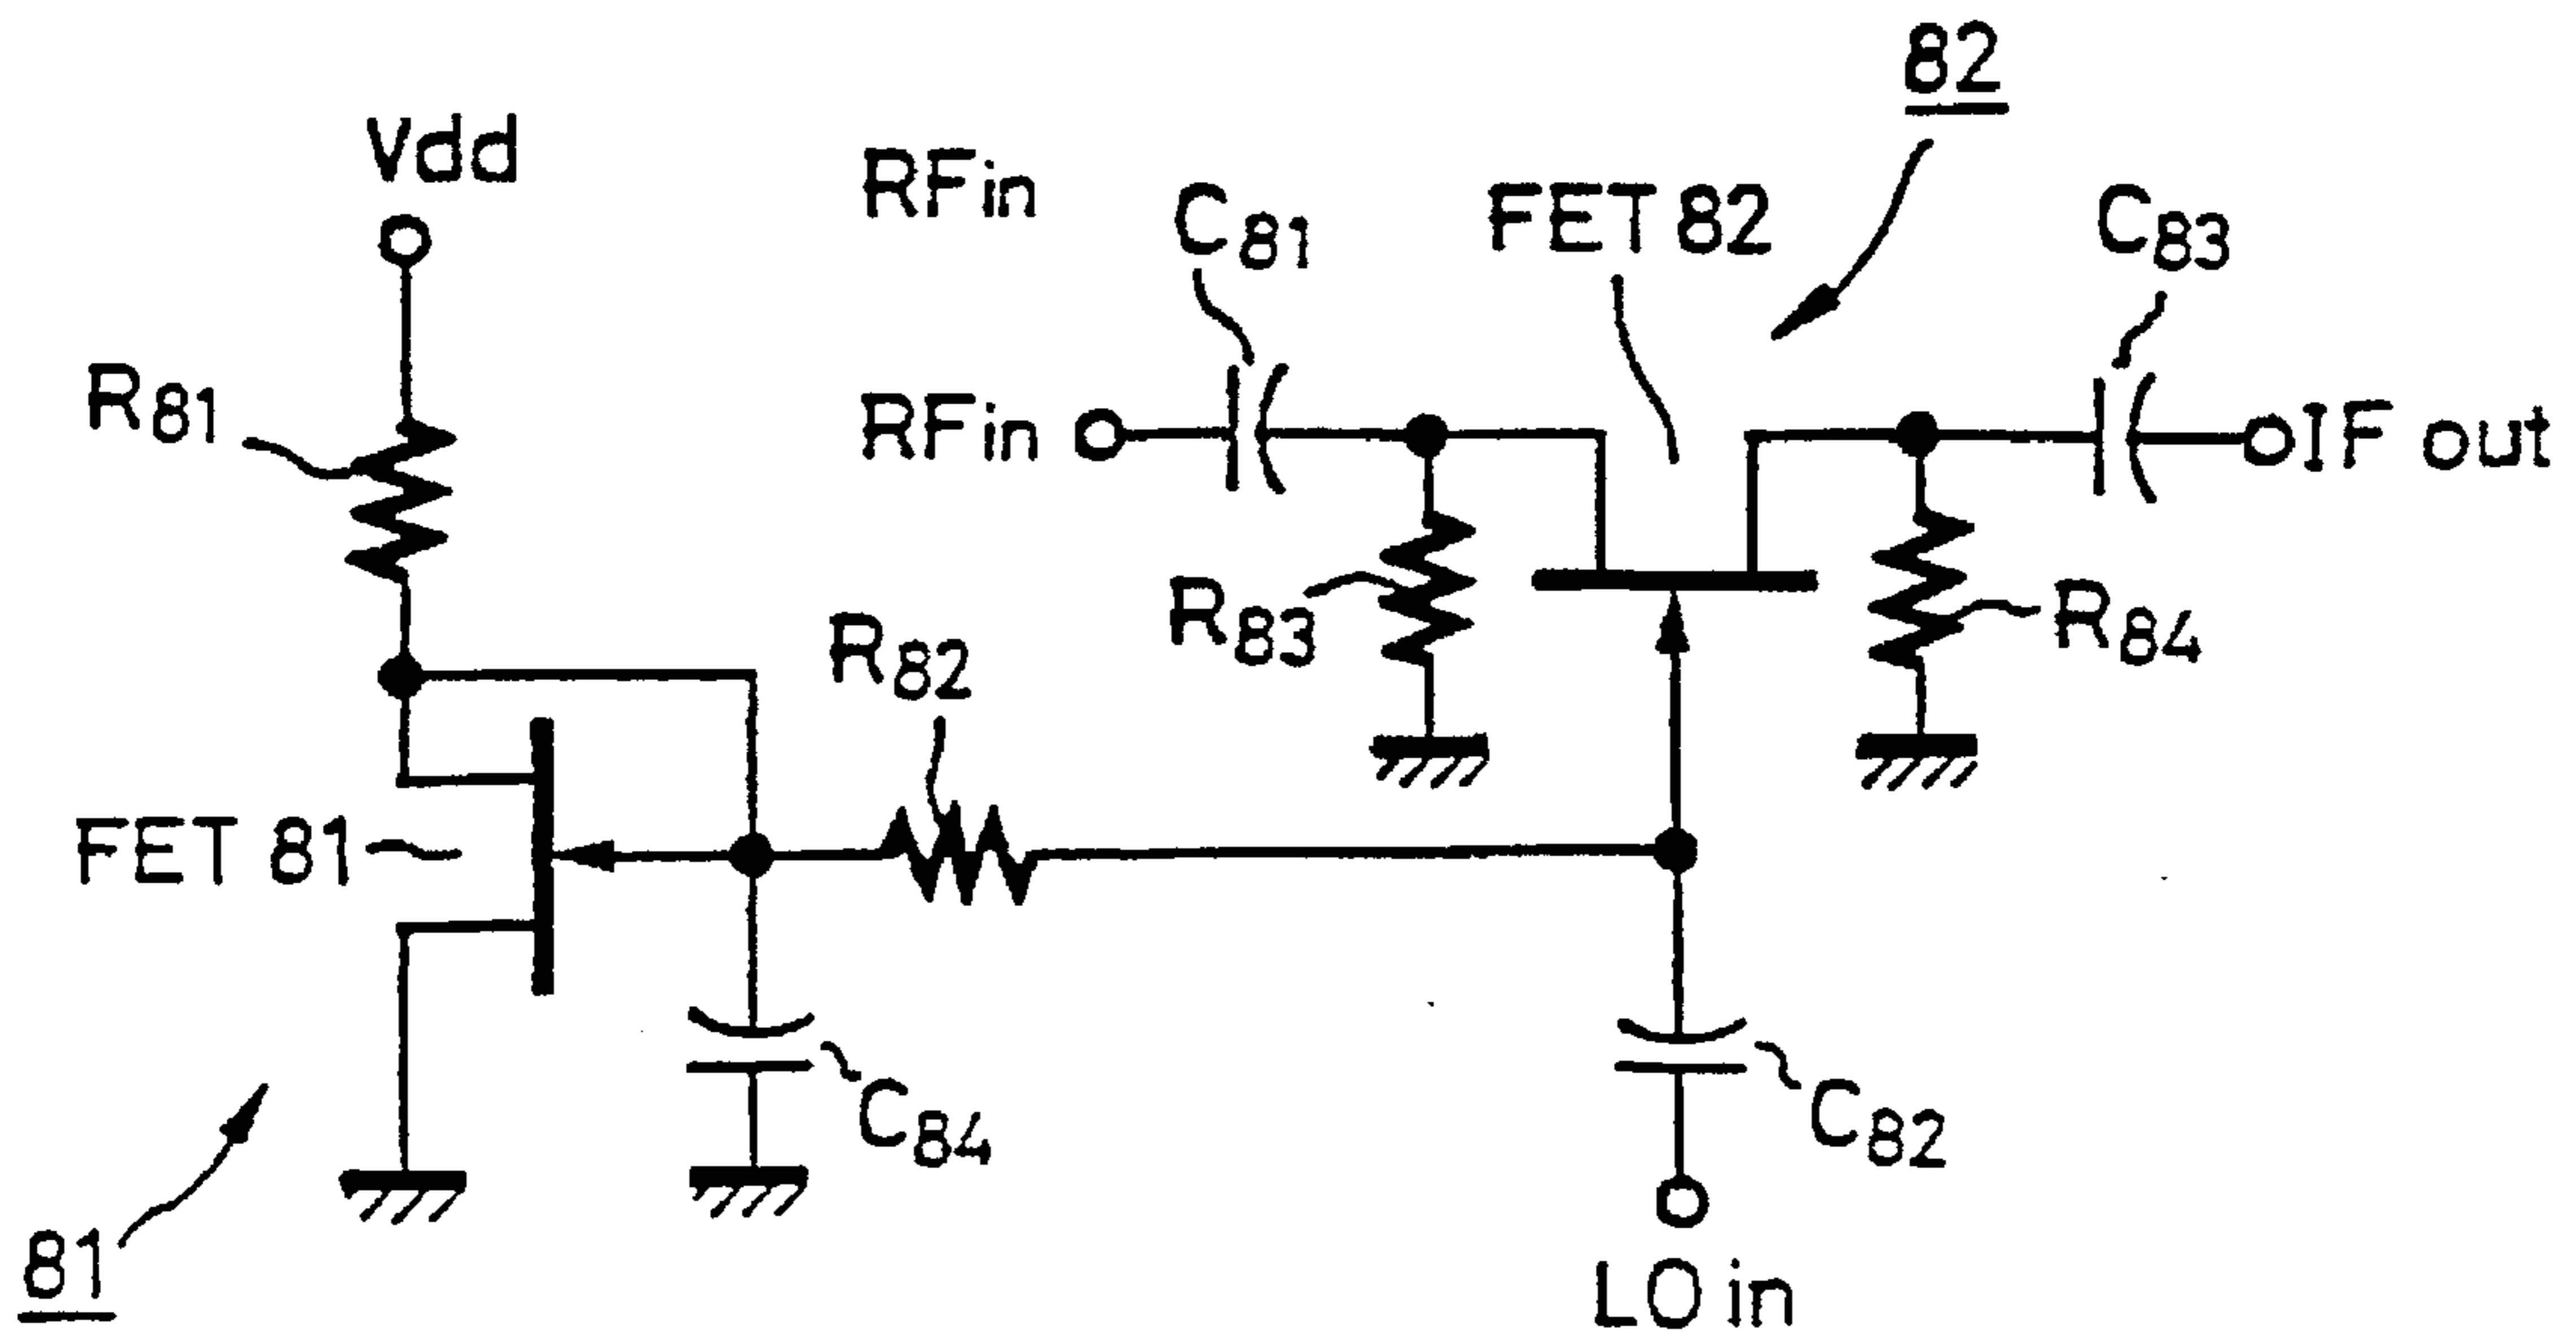 82
Vdd
RFin
C81
FET 82
C83
R81
RFin
IF out
R83
R84
R82
FET 81
C84
C82
81
LO in